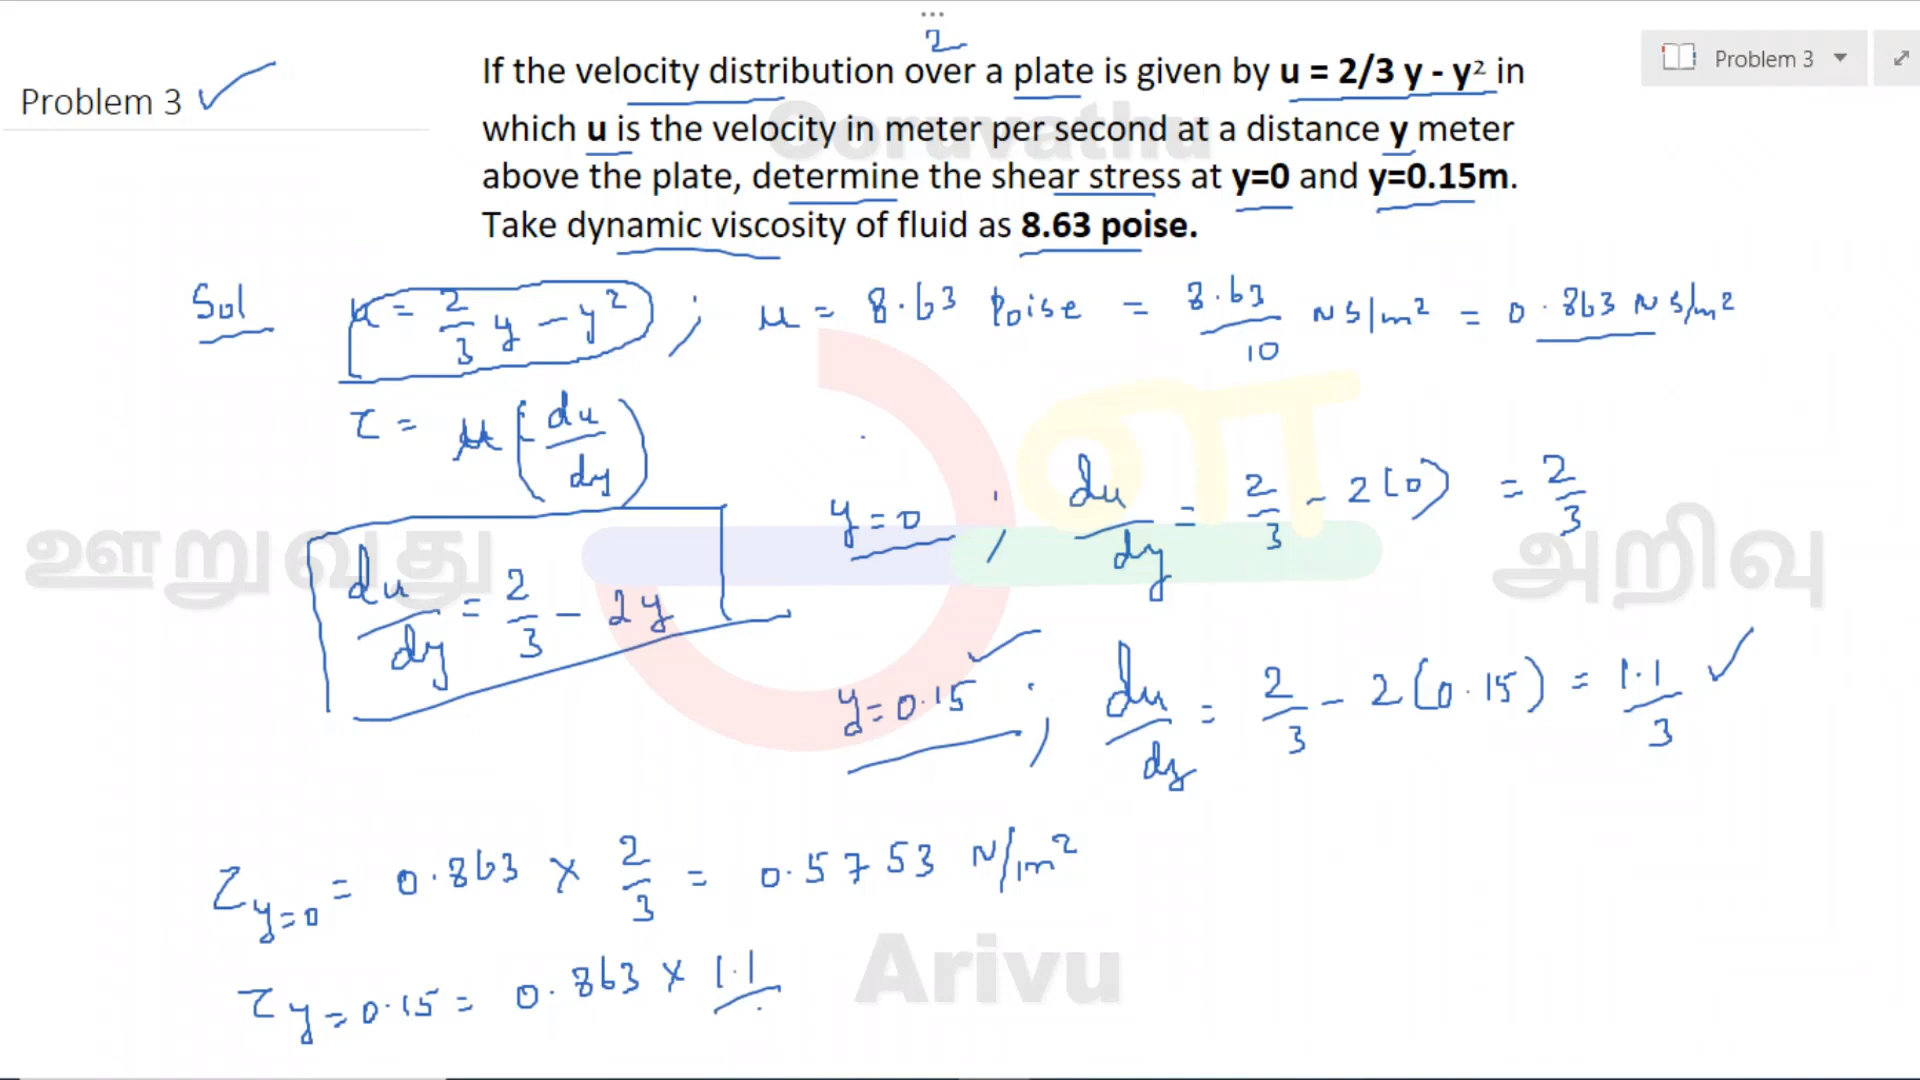 Problem 3 ✓
...
2
If the velocity distribution over a plate is given by u = 2/3 y - y² in
which u is the velocity in meter per second at a distance y meter
above the plate, determine the shear stress at y=0 and y=0.15m.
Take dynamic viscosity of fluid as 8.63 poise.
Problem 3
Sol u = 2/3 y - y² ; μ = 8.63 Poise = 8.63/10 NS/m² = 0.863 NS/m²
τ = μ (du/dy)
y=0 ; du/dy = 2/3 - 2(0) = 2/3
du/dy = 2/3 - 2y
y=0.15 ✓ ; du/dy = 2/3 - 2(0.15) = 1.1/3 ✓
τ y=0 = 0.863 × 2/3 = 0.5753 N/m²
τ y=0.15 = 0.863 × 1.1
Ooruvathu
ஊறுவது
ன
அறிவு
Arivu